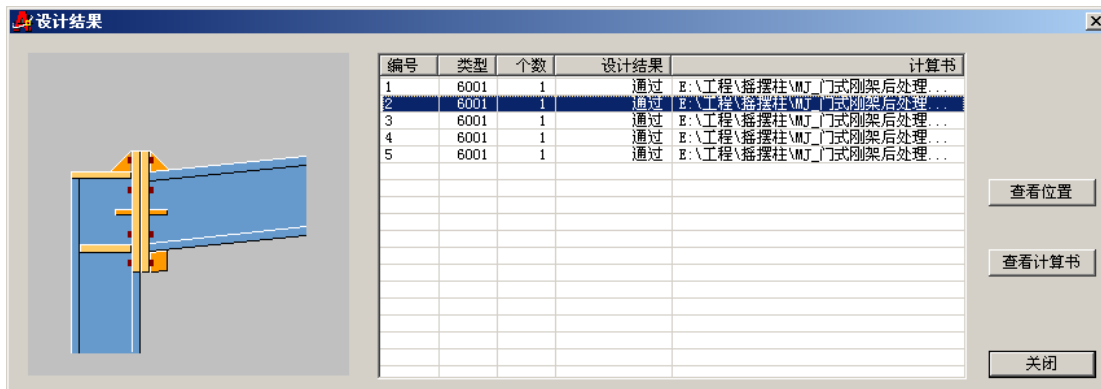 设计结果
编号 类型 个数 设计结果 计算书
1 6001 1 通过 E:\工程\摇摆柱\MJ_门式刚架后处理...
2 6001 1 通过 E:\工程\摇摆柱\MJ_门式刚架后处理...
3 6001 1 通过 E:\工程\摇摆柱\MJ_门式刚架后处理...
4 6001 1 通过 E:\工程\摇摆柱\MJ_门式刚架后处理...
5 6001 1 通过 E:\工程\摇摆柱\MJ_门式刚架后处理...
查看位置
查看计算书
关闭